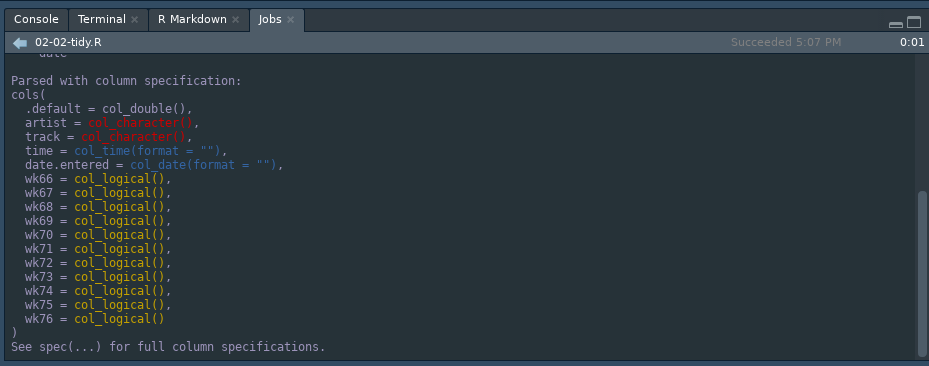 Console Terminal R Markdown Jobs
02-02-tidy.R Succeeded 5:07 PM 0:01
date
Parsed with column specification:
cols(
  .default = col_double(),
  artist = col_character(),
  track = col_character(),
  time = col_time(format = ""),
  date.entered = col_date(format = ""),
  wk66 = col_logical(),
  wk67 = col_logical(),
  wk68 = col_logical(),
  wk69 = col_logical(),
  wk70 = col_logical(),
  wk71 = col_logical(),
  wk72 = col_logical(),
  wk73 = col_logical(),
  wk74 = col_logical(),
  wk75 = col_logical(),
  wk76 = col_logical()
)
See spec(...) for full column specifications.